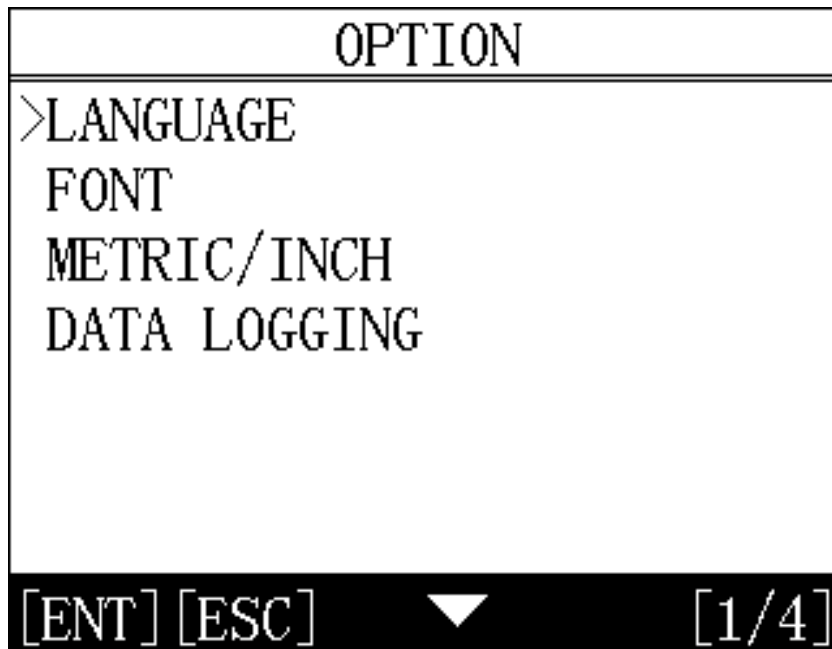 OPTION
>LANGUAGE
FONT
METRIC/INCH
DATA LOGGING
[ENT][ESC] ▼ [1/4]